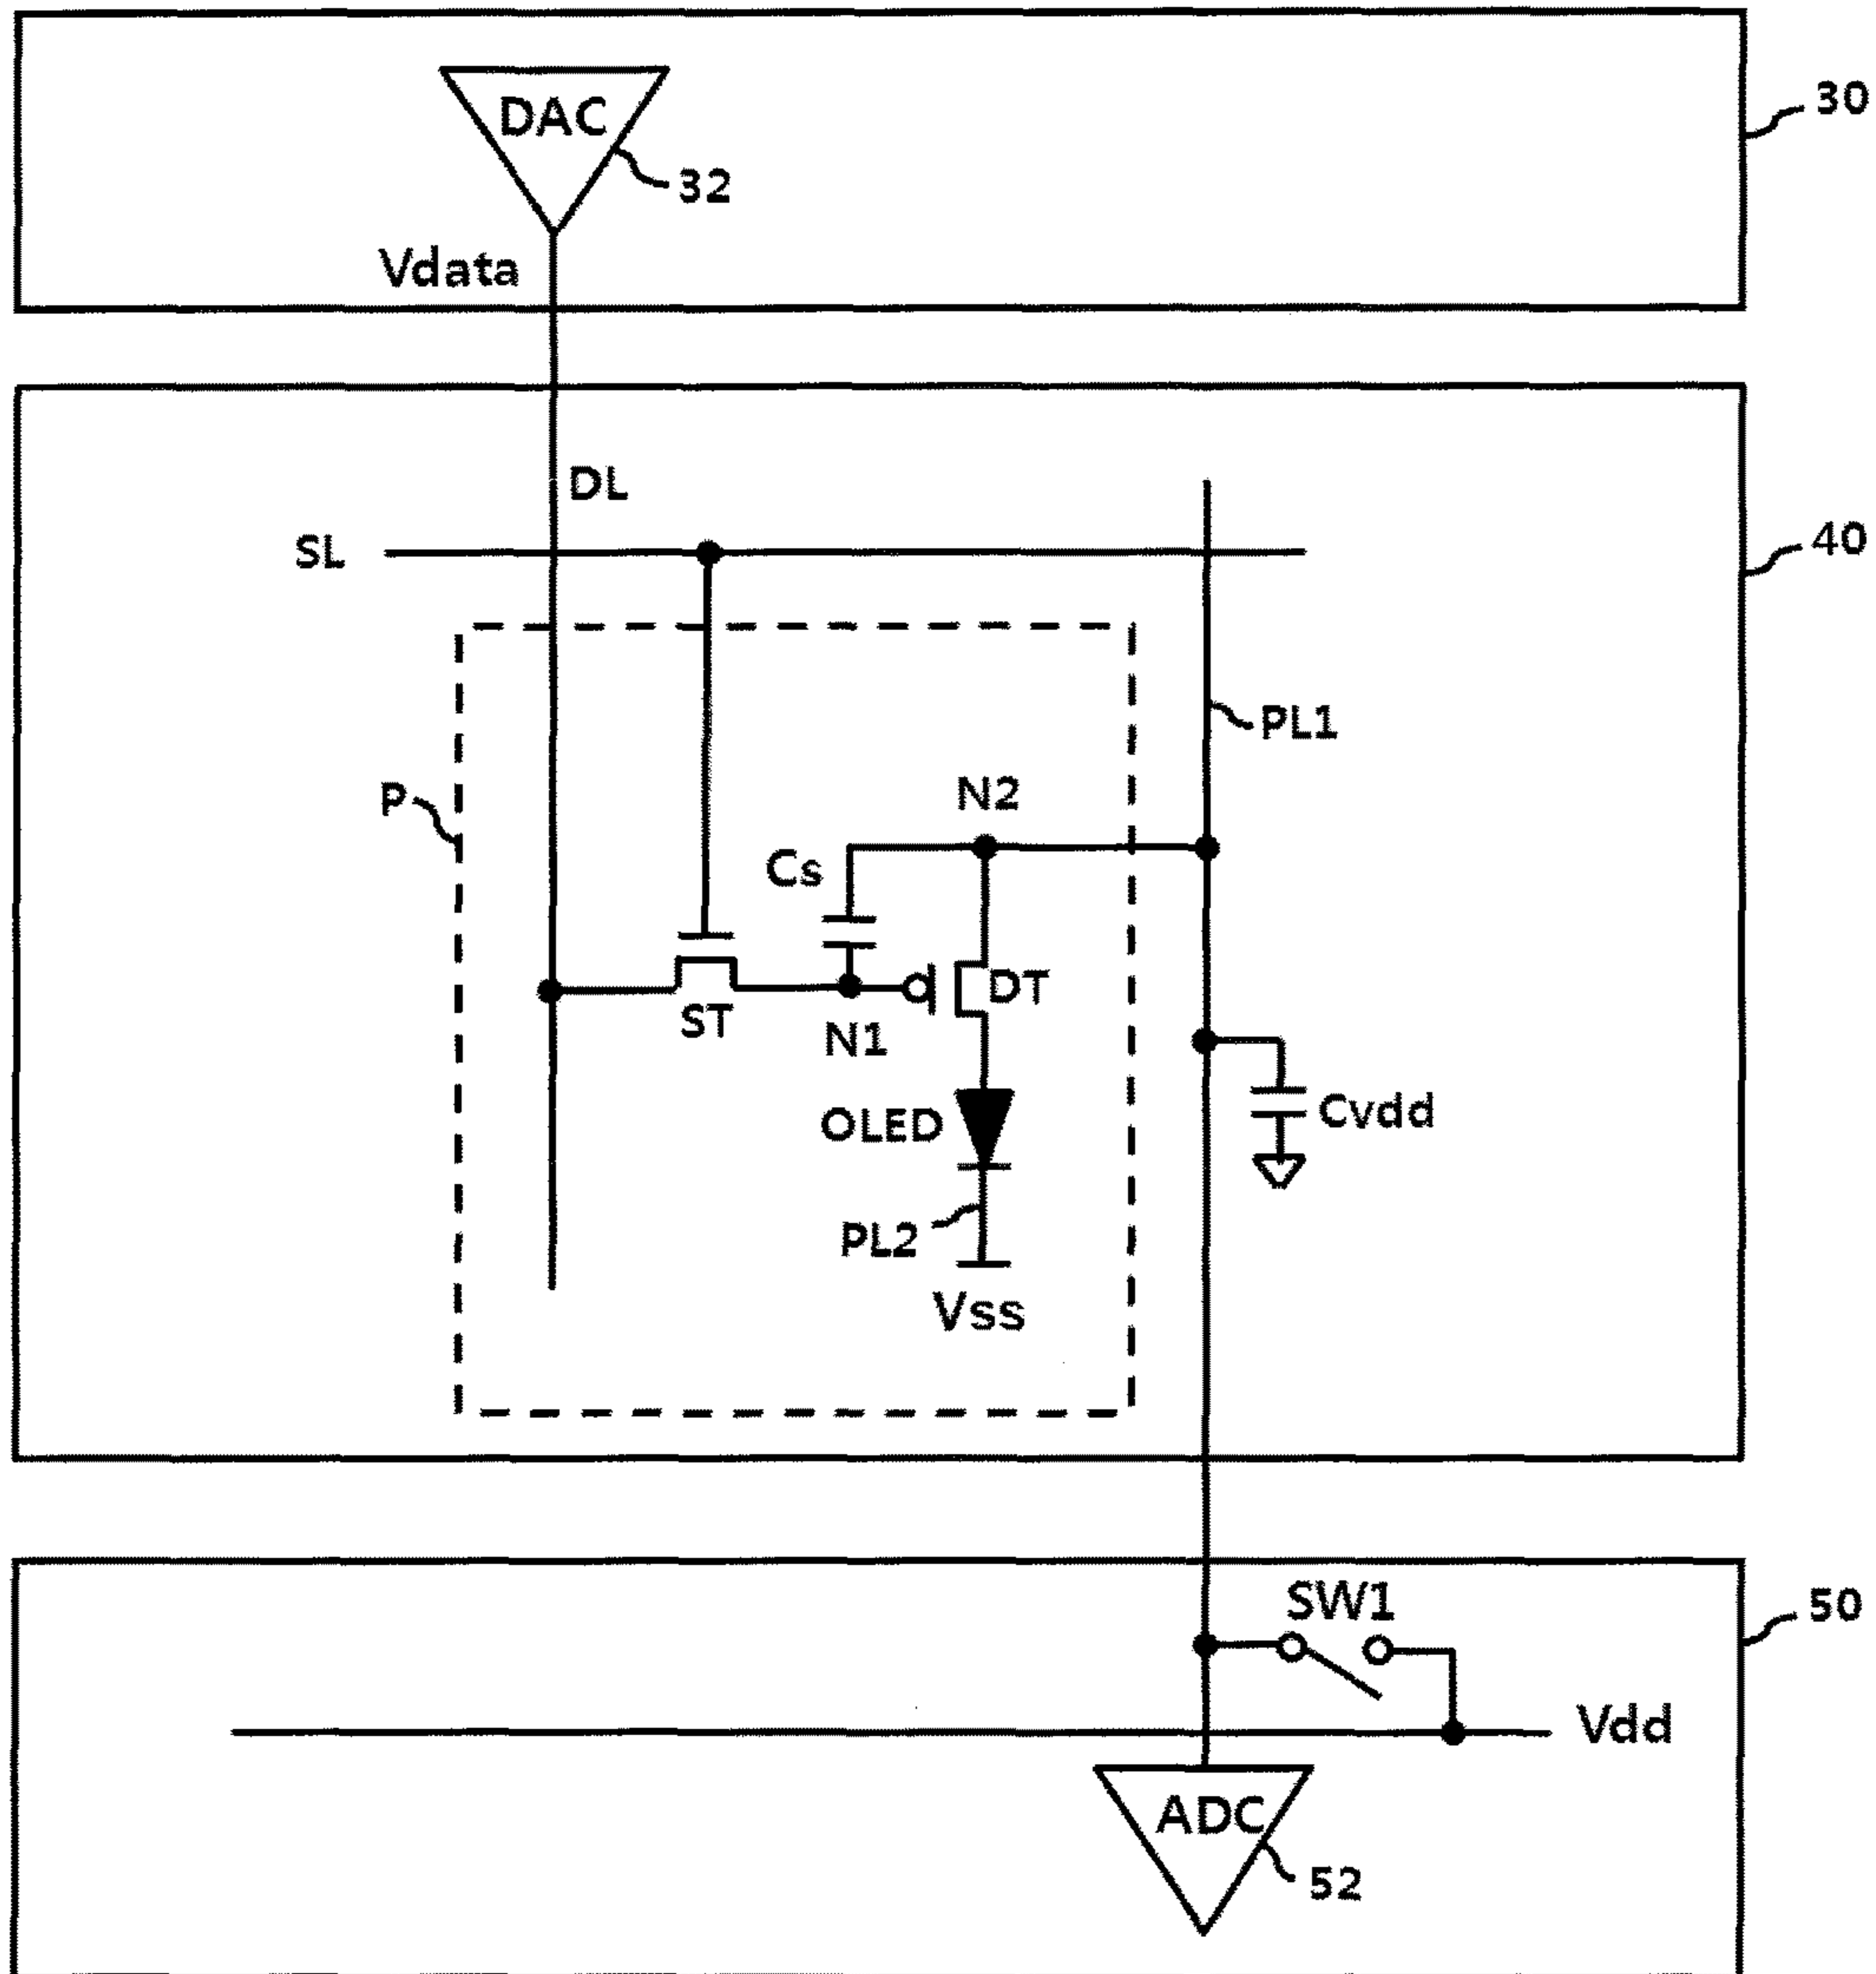 DAC
30
32
Vdata
DL
SL
40
PL1
P
N2
Cs
DT
ST
N1
OLED
Cvdd
PL2
Vss
SW1
50
Vdd
ADC
52